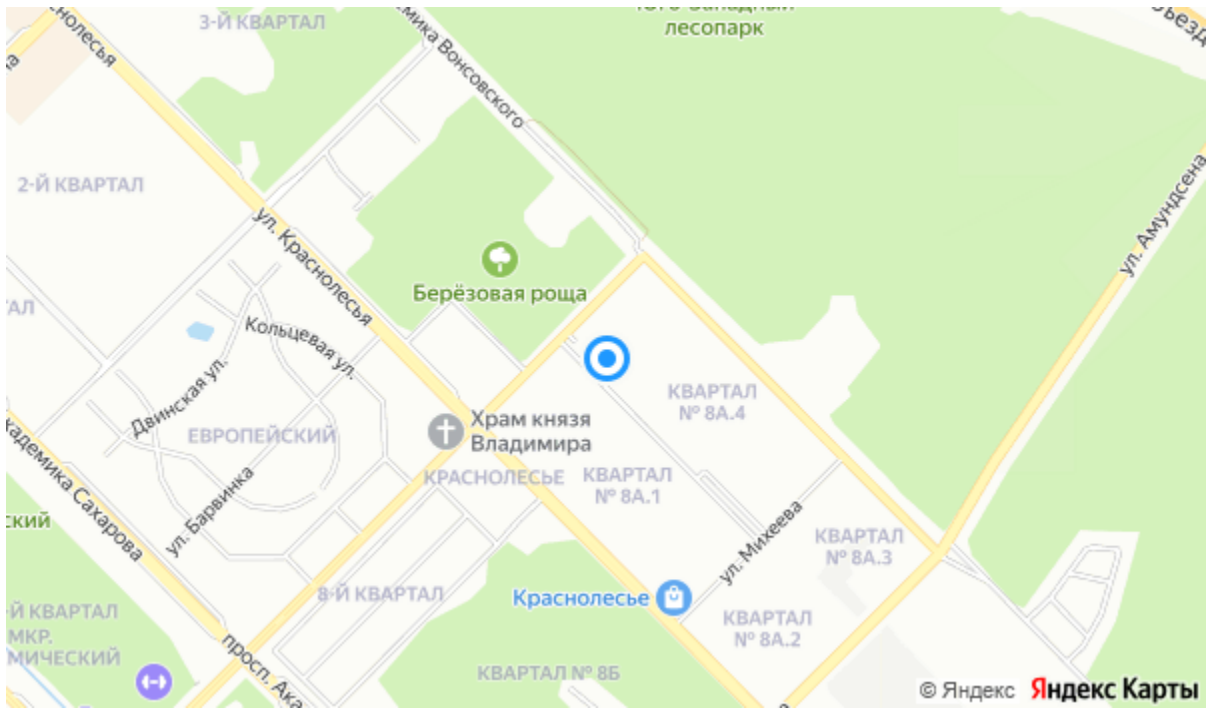 3-Й КВАРТАЛ
лесопарк
2-Й КВАРТАЛ
ул. Краснолесья
ул. Амундсена
Берёзовая роща
Кольцевая ул.
Двинская ул.
ЕВРОПЕЙСКИЙ
Храм князя
Владимира
КВАРТАЛ
№ 8А.4
КРАСНОЛЕСЬЕ
КВАРТАЛ
№ 8А.1
ул. Барвинка
ул. Михеева
КВАРТАЛ
№ 8А.3
8-Й КВАРТАЛ
Краснолесье
КВАРТАЛ
№ 8А.2
КВАРТАЛ
МКР.
просп.
КВАРТАЛ № 8Б
Вонсовского
Сахарова
© Яндекс Яндекс Карты